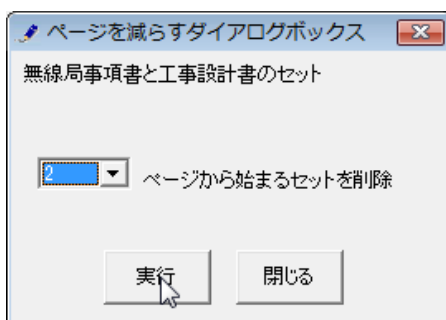 ページを減らすダイアログボックス
無線局事項書と工事設計書のセット
2 ページから始まるセットを削除
実行 閉じる